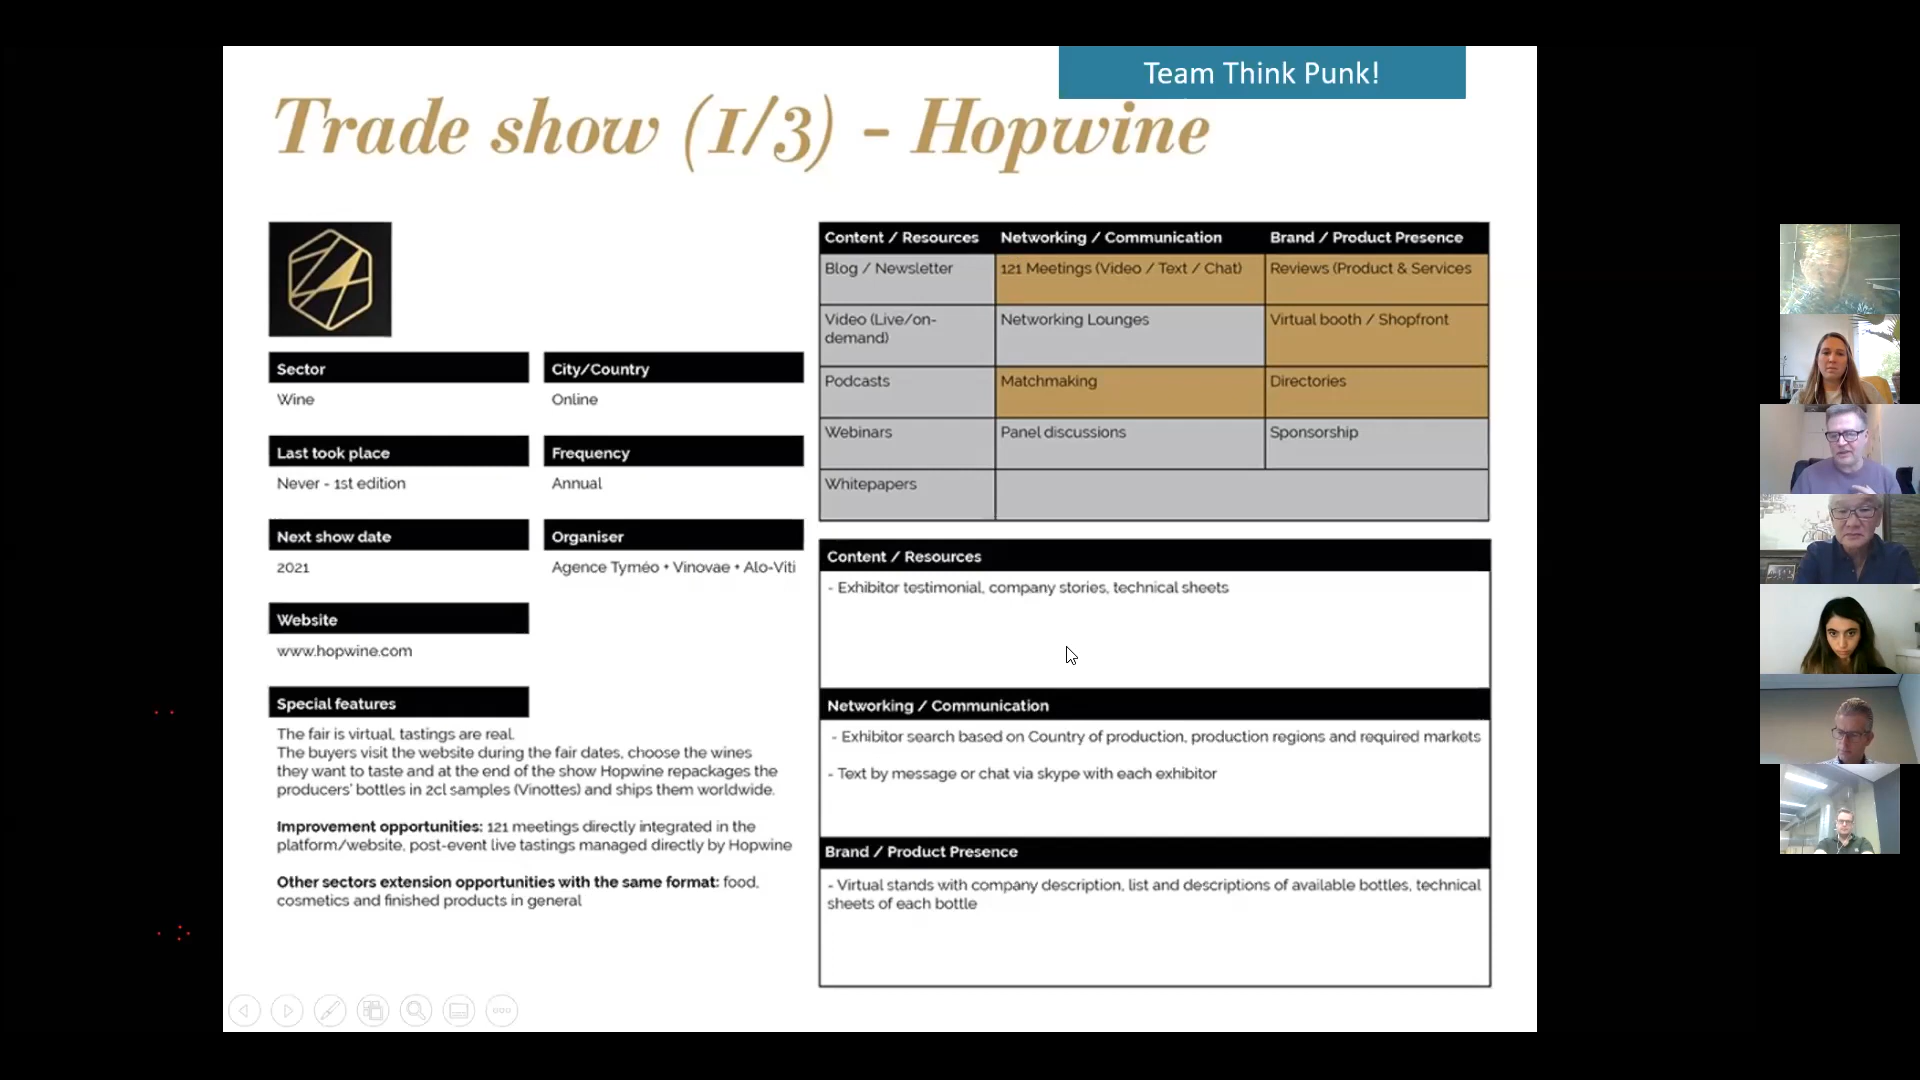 Team Think Punk!
Trade show (1/3) - Hopwine
Sector
Wine
City/Country
Online
Last took place
Never - 1st edition
Frequency
Annual
Next show date
2021
Organiser
Agence Tyméo + Vinovae + Alo-Viti
Website
www.hopwine.com
Special features
The fair is virtual, tastings are real.
The buyers visit the website during the fair dates, choose the wines
they want to taste and at the end of the show Hopwine repackages the
producers' bottles in 2cl samples (Vinottes) and ships them worldwide.
Improvement opportunities: 121 meetings directly integrated in the
platform/website, post-event live tastings managed directly by Hopwine
Other sectors extension opportunities with the same format: food,
cosmetics and finished products in general
Content / Resources Networking / Communication Brand / Product Presence
Blog / Newsletter 121 Meetings (Video / Text / Chat) Reviews (Product & Services
Video (Live/on-
demand) Networking Lounges Virtual booth / Shopfront
Podcasts Matchmaking Directories
Webinars Panel discussions Sponsorship
Whitepapers
Content / Resources
- Exhibitor testimonial, company stories, technical sheets
Networking / Communication
- Exhibitor search based on Country of production, production regions and required markets
- Text by message or chat via skype with each exhibitor
Brand / Product Presence
- Virtual stands with company description, list and descriptions of available bottles, technical
sheets of each bottle